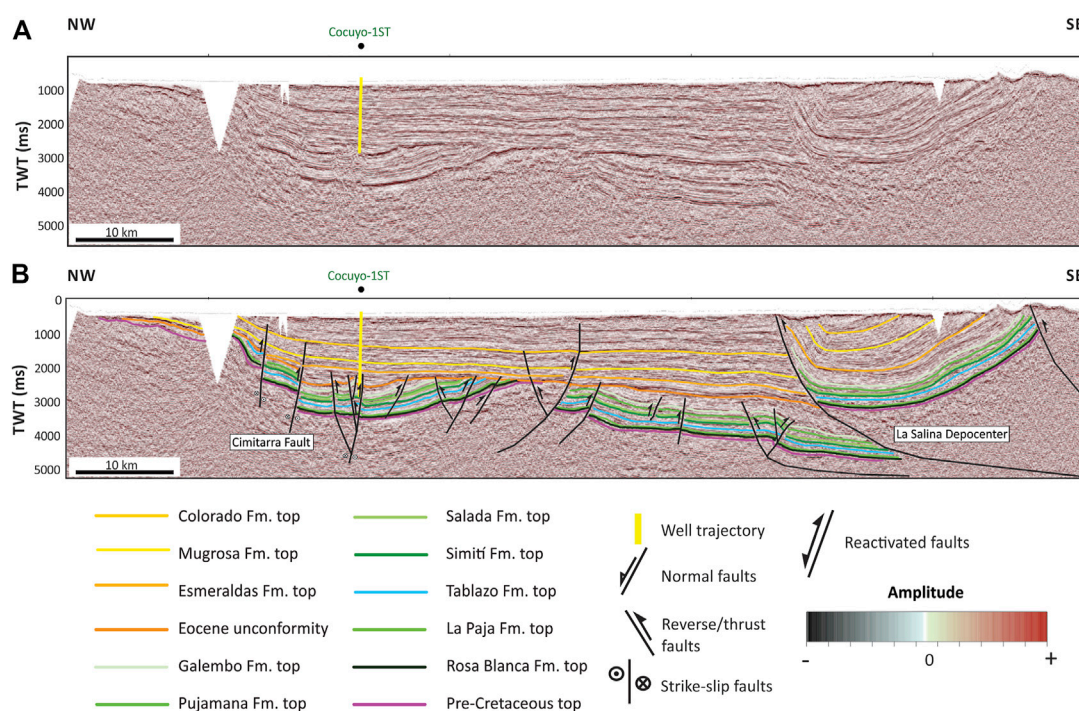 A
NW
SE
Cocuyo-1ST
TWT (ms)
1000
2000
3000
4000
5000
10 km
B
NW
SE
Cocuyo-1ST
TWT (ms)
0
1000
2000
3000
4000
5000
Cimitarra Fault
La Salina Depocenter
10 km
Colorado Fm. top
Mugrosa Fm. top
Esmeraldas Fm. top
Eocene unconformity
Galembo Fm. top
Pujamana Fm. top
Salada Fm. top
Simití Fm. top
Tablazo Fm. top
La Paja Fm. top
Rosa Blanca Fm. top
Pre-Cretaceous top
Well trajectory
Normal faults
Reverse/thrust
faults
Strike-slip faults
Reactivated faults
Amplitude
- 0 +